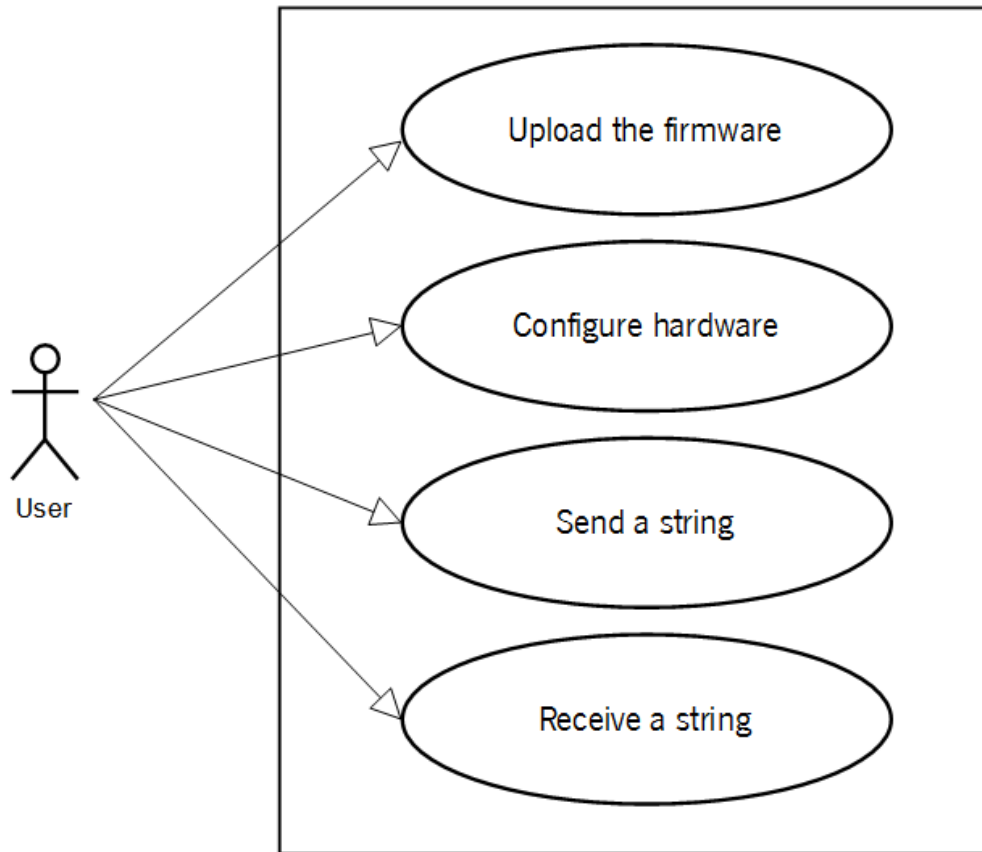 Upload the firmware
Configure hardware
User
Send a string
Receive a string